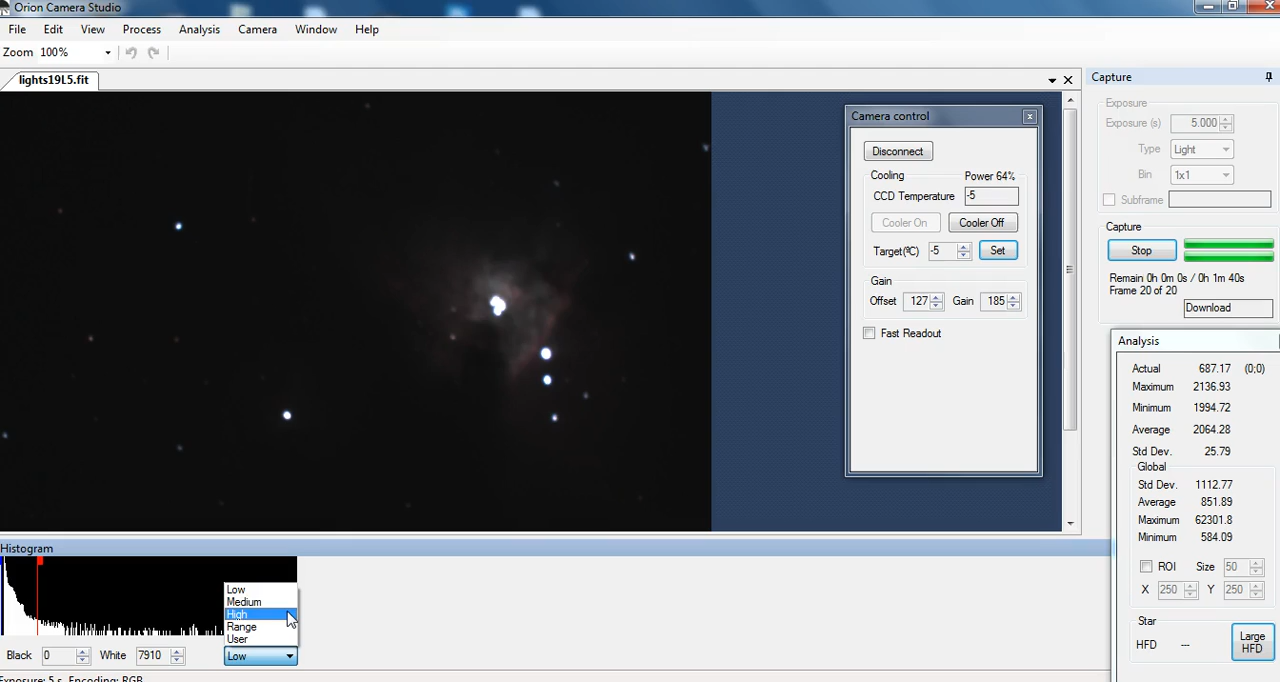 Orion Camera Studio
File Edit View Process Analysis Camera Window Help
Zoom 100%
lights19L5.fit
Camera control
Disconnect
Cooling Power 64%
CCD Temperature -5
Cooler On Cooler Off
Target(ºC) -5 Set
Gain
Offset 127 Gain 185
Fast Readout
Capture
Exposure
Exposure (s) 5.000
Type Light
Bin 1x1
Subframe
Capture
Stop
Remain 0h 0m 0s / 0h 1m 40s
Frame 20 of 20
Download
Analysis
Actual 687.17 (0;0)
Maximum 2136.93
Minimum 1994.72
Average 2064.28
Std Dev. 25.79
Global
Std Dev. 1112.77
Average 851.89
Maximum 62301.8
Minimum 584.09
ROI Size 50
X 250 Y 250
Star
HFD --- Large HFD
Histogram
Low
Medium
High
Range
User
Black 0 White 7910 Low
Exposure: 5 s, Encoding: RGB